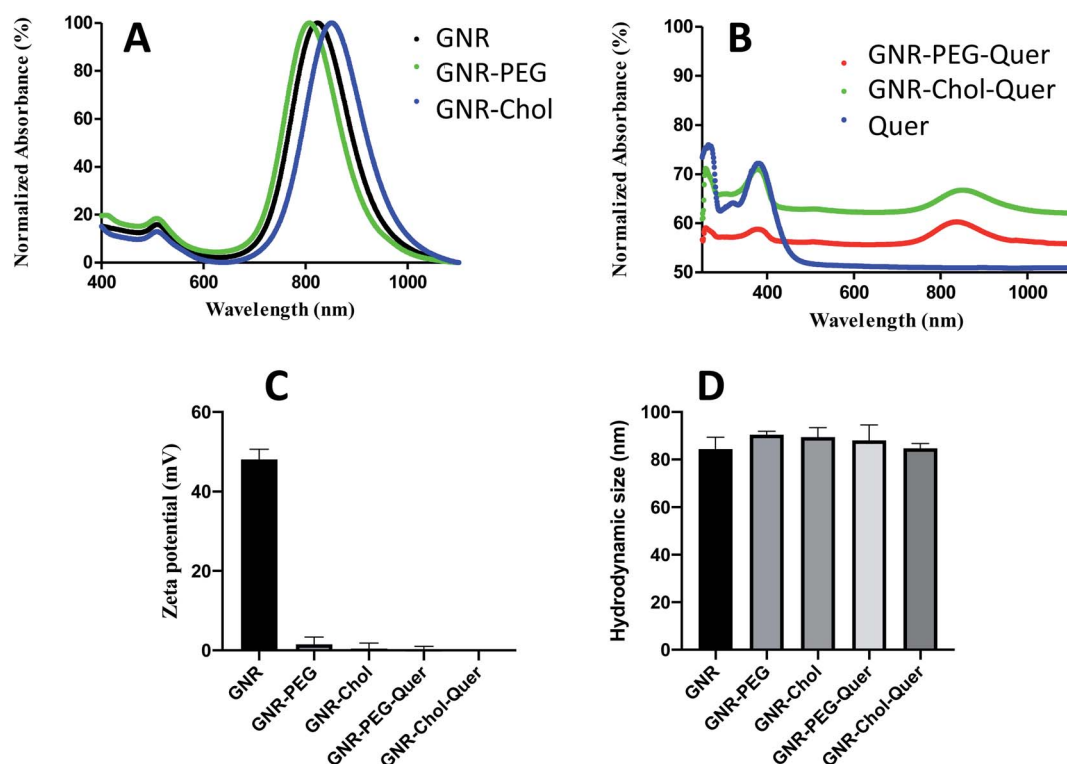 A
GNR
GNR-PEG
GNR-Chol
Normalized Absorbance (%)
100
80
60
40
20
0
400
600
800
1000
Wavelength (nm)
B
GNR-PEG-Quer
GNR-Chol-Quer
Quer
Normalized Absorbance (%)
100
90
80
70
60
50
400
600
800
1000
Wavelength (nm)
C
Zeta potential (mV)
60
40
20
0
GNR
GNR-PEG
GNR-Chol
GNR-PEG-Quer
GNR-Chol-Quer
D
Hydrodynamic size (nm)
100
80
60
40
20
0
GNR
GNR-PEG
GNR-Chol
GNR-PEG-Quer
GNR-Chol-Quer